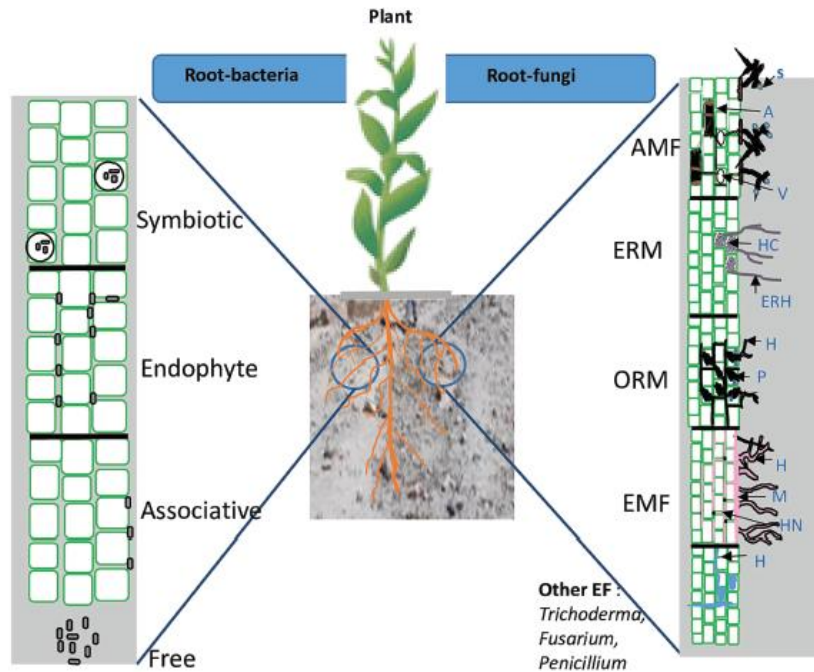 Plant
Root-bacteria
Root-fungi
Symbiotic
Endophyte
Associative
Free
AMF
S
A
V
ERM
HC
ERH
ORM
H
P
EMF
H
M
HN
H
Other EF :
Trichoderma,
Fusarium,
Penicillium